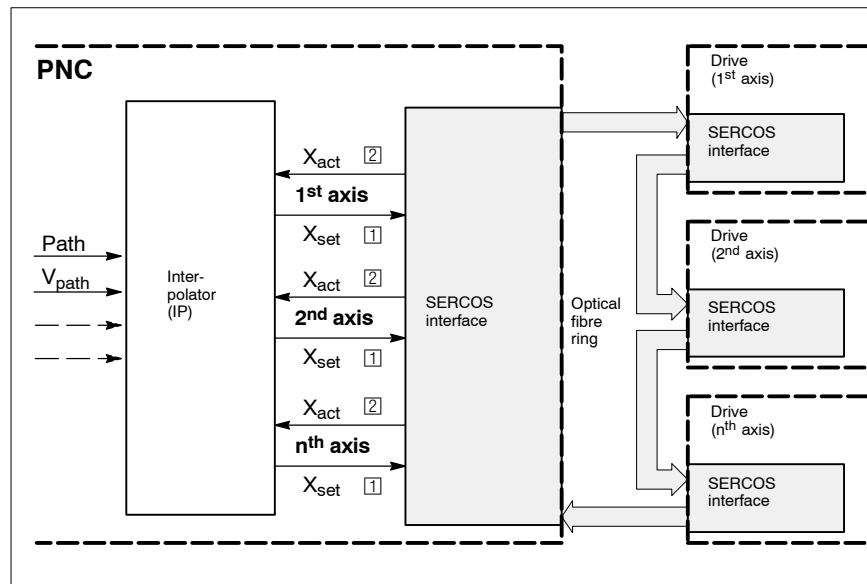 PNC
Path
Vpath
Inter-
polator
(IP)
Xact 2
1st axis
Xset 1
Xact 2
2nd axis
Xset 1
Xact 2
nth axis
Xset 1
SERCOS
interface
Optical
fibre
ring
Drive
(1st axis)
SERCOS
interface
Drive
(2nd axis)
SERCOS
interface
Drive
(nth axis)
SERCOS
interface